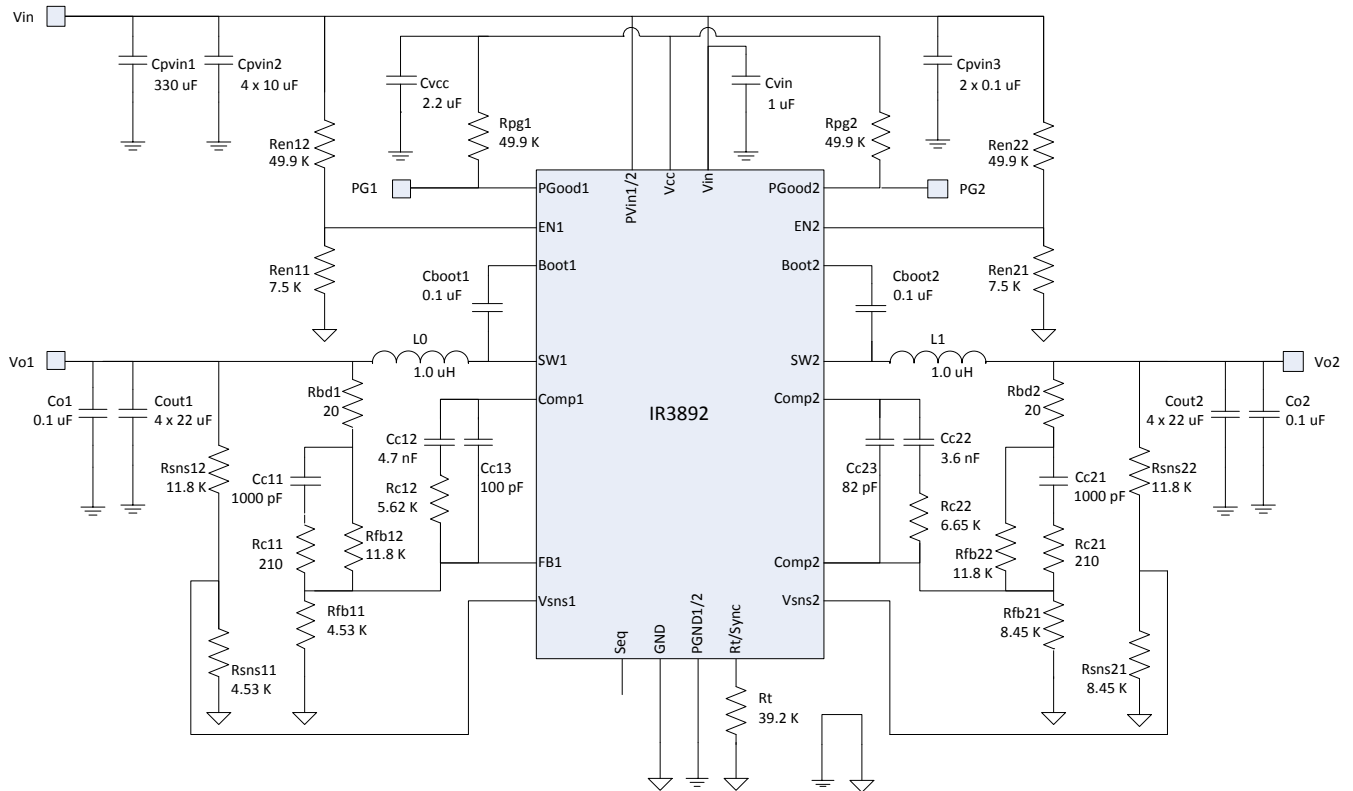 Vin
Cpvin1
330 uF
Cpvin2
4 x 10 uF
Cvcc
2.2 uF
Cvin
1 uF
Cpvin3
2 x 0.1 uF
Ren12
49.9 K
Rpg1
49.9 K
Rpg2
49.9 K
Ren22
49.9 K
PG1
PG2
PGood1
PVin1/2
Vcc
Vin
PGood2
EN1
EN2
Ren11
7.5 K
Boot1
Boot2
Ren21
7.5 K
Cboot1
0.1 uF
Cboot2
0.1 uF
Vo1
L0
1.0 uH
SW1
SW2
L1
1.0 uH
Vo2
Co1
0.1 uF
Cout1
4 x 22 uF
Rbd1
20
Comp1
IR3892
Comp2
Rbd2
20
Cout2
4 x 22 uF
Co2
0.1 uF
Rsns12
11.8 K
Cc11
1000 pF
Cc12
4.7 nF
Cc13
100 pF
Rc12
5.62 K
Cc23
82 pF
Cc22
3.6 nF
Cc21
1000 pF
Rsns22
11.8 K
Rc11
210
Rfb12
11.8 K
Rc22
6.65 K
Rfb22
11.8 K
Rc21
210
FB1
Comp2
Vsns1
Vsns2
Rfb11
4.53 K
Rfb21
8.45 K
Rsns11
4.53 K
Rsns21
8.45 K
Seq
GND
PGND1/2
Rt/Sync
Rt
39.2 K